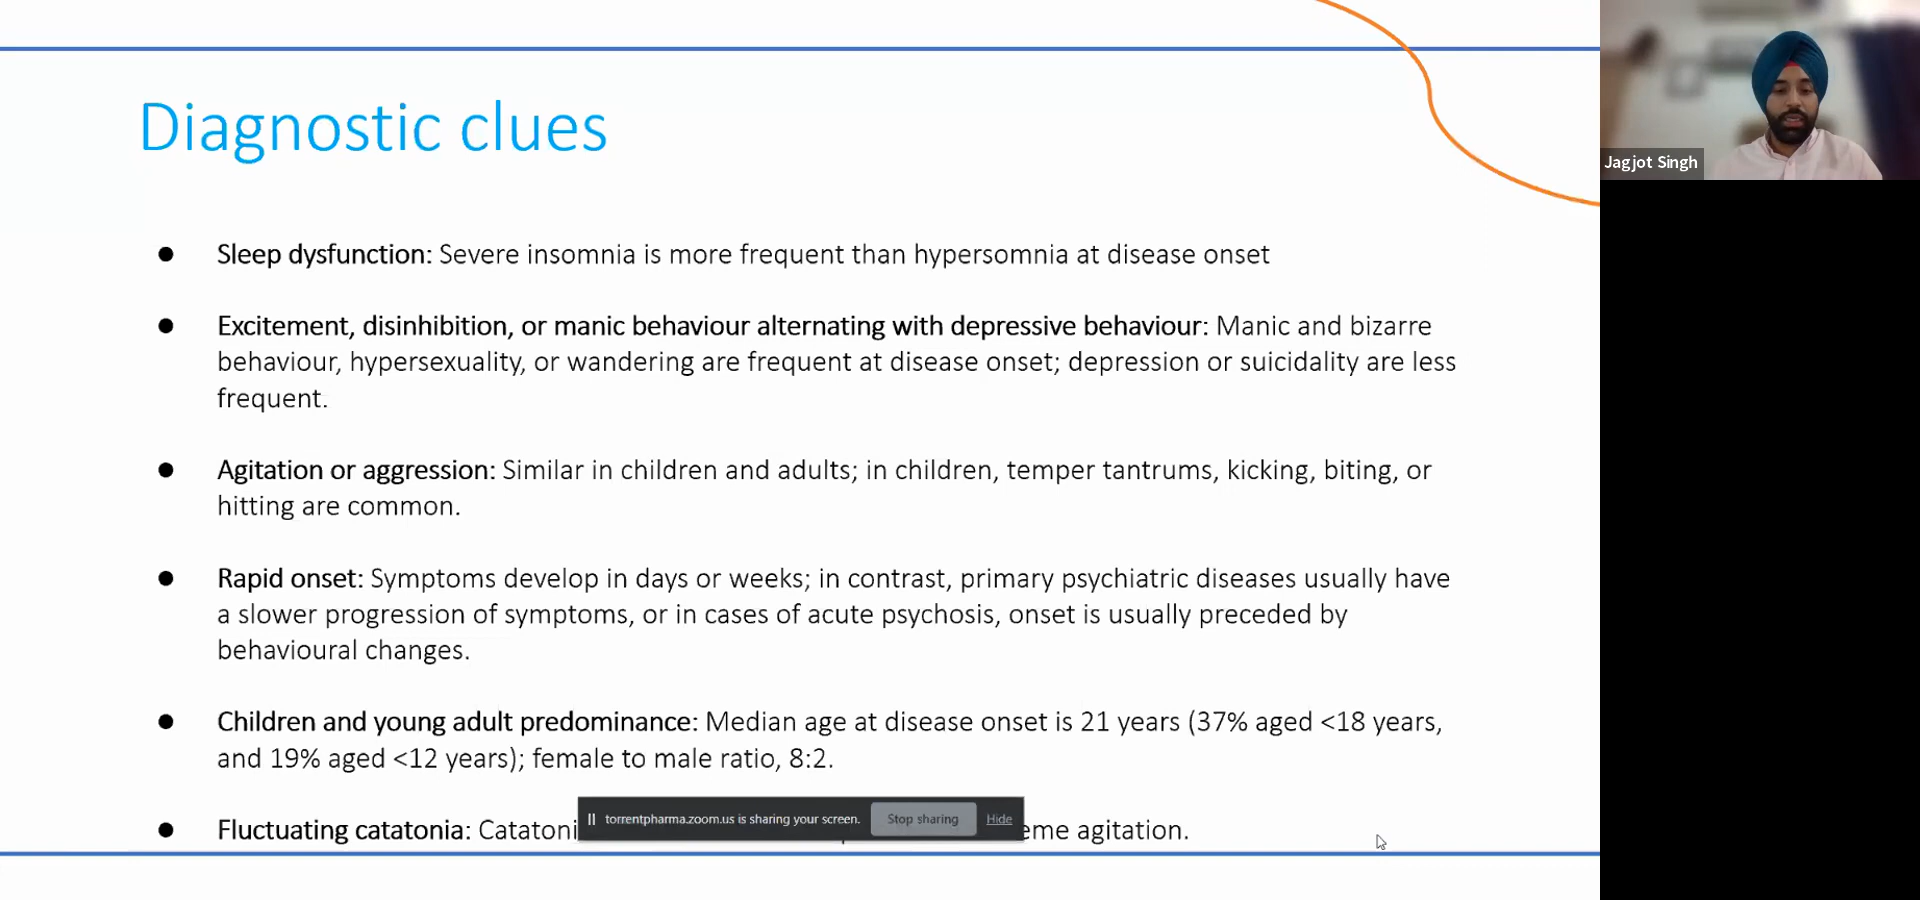 Diagnostic clues
● Sleep dysfunction: Severe insomnia is more frequent than hypersomnia at disease onset
● Excitement, disinhibition, or manic behaviour alternating with depressive behaviour: Manic and bizarre
behaviour, hypersexuality, or wandering are frequent at disease onset; depression or suicidality are less
frequent.
● Agitation or aggression: Similar in children and adults; in children, temper tantrums, kicking, biting, or
hitting are common.
● Rapid onset: Symptoms develop in days or weeks; in contrast, primary psychiatric diseases usually have
a slower progression of symptoms, or in cases of acute psychosis, onset is usually preceded by
behavioural changes.
● Children and young adult predominance: Median age at disease onset is 21 years (37% aged <18 years,
and 19% aged <12 years); female to male ratio, 8:2.
● Fluctuating catatonia: agitation.
torrentpharma.zoom.us is sharing your screen. Stop sharing Hide
Jagjot Singh